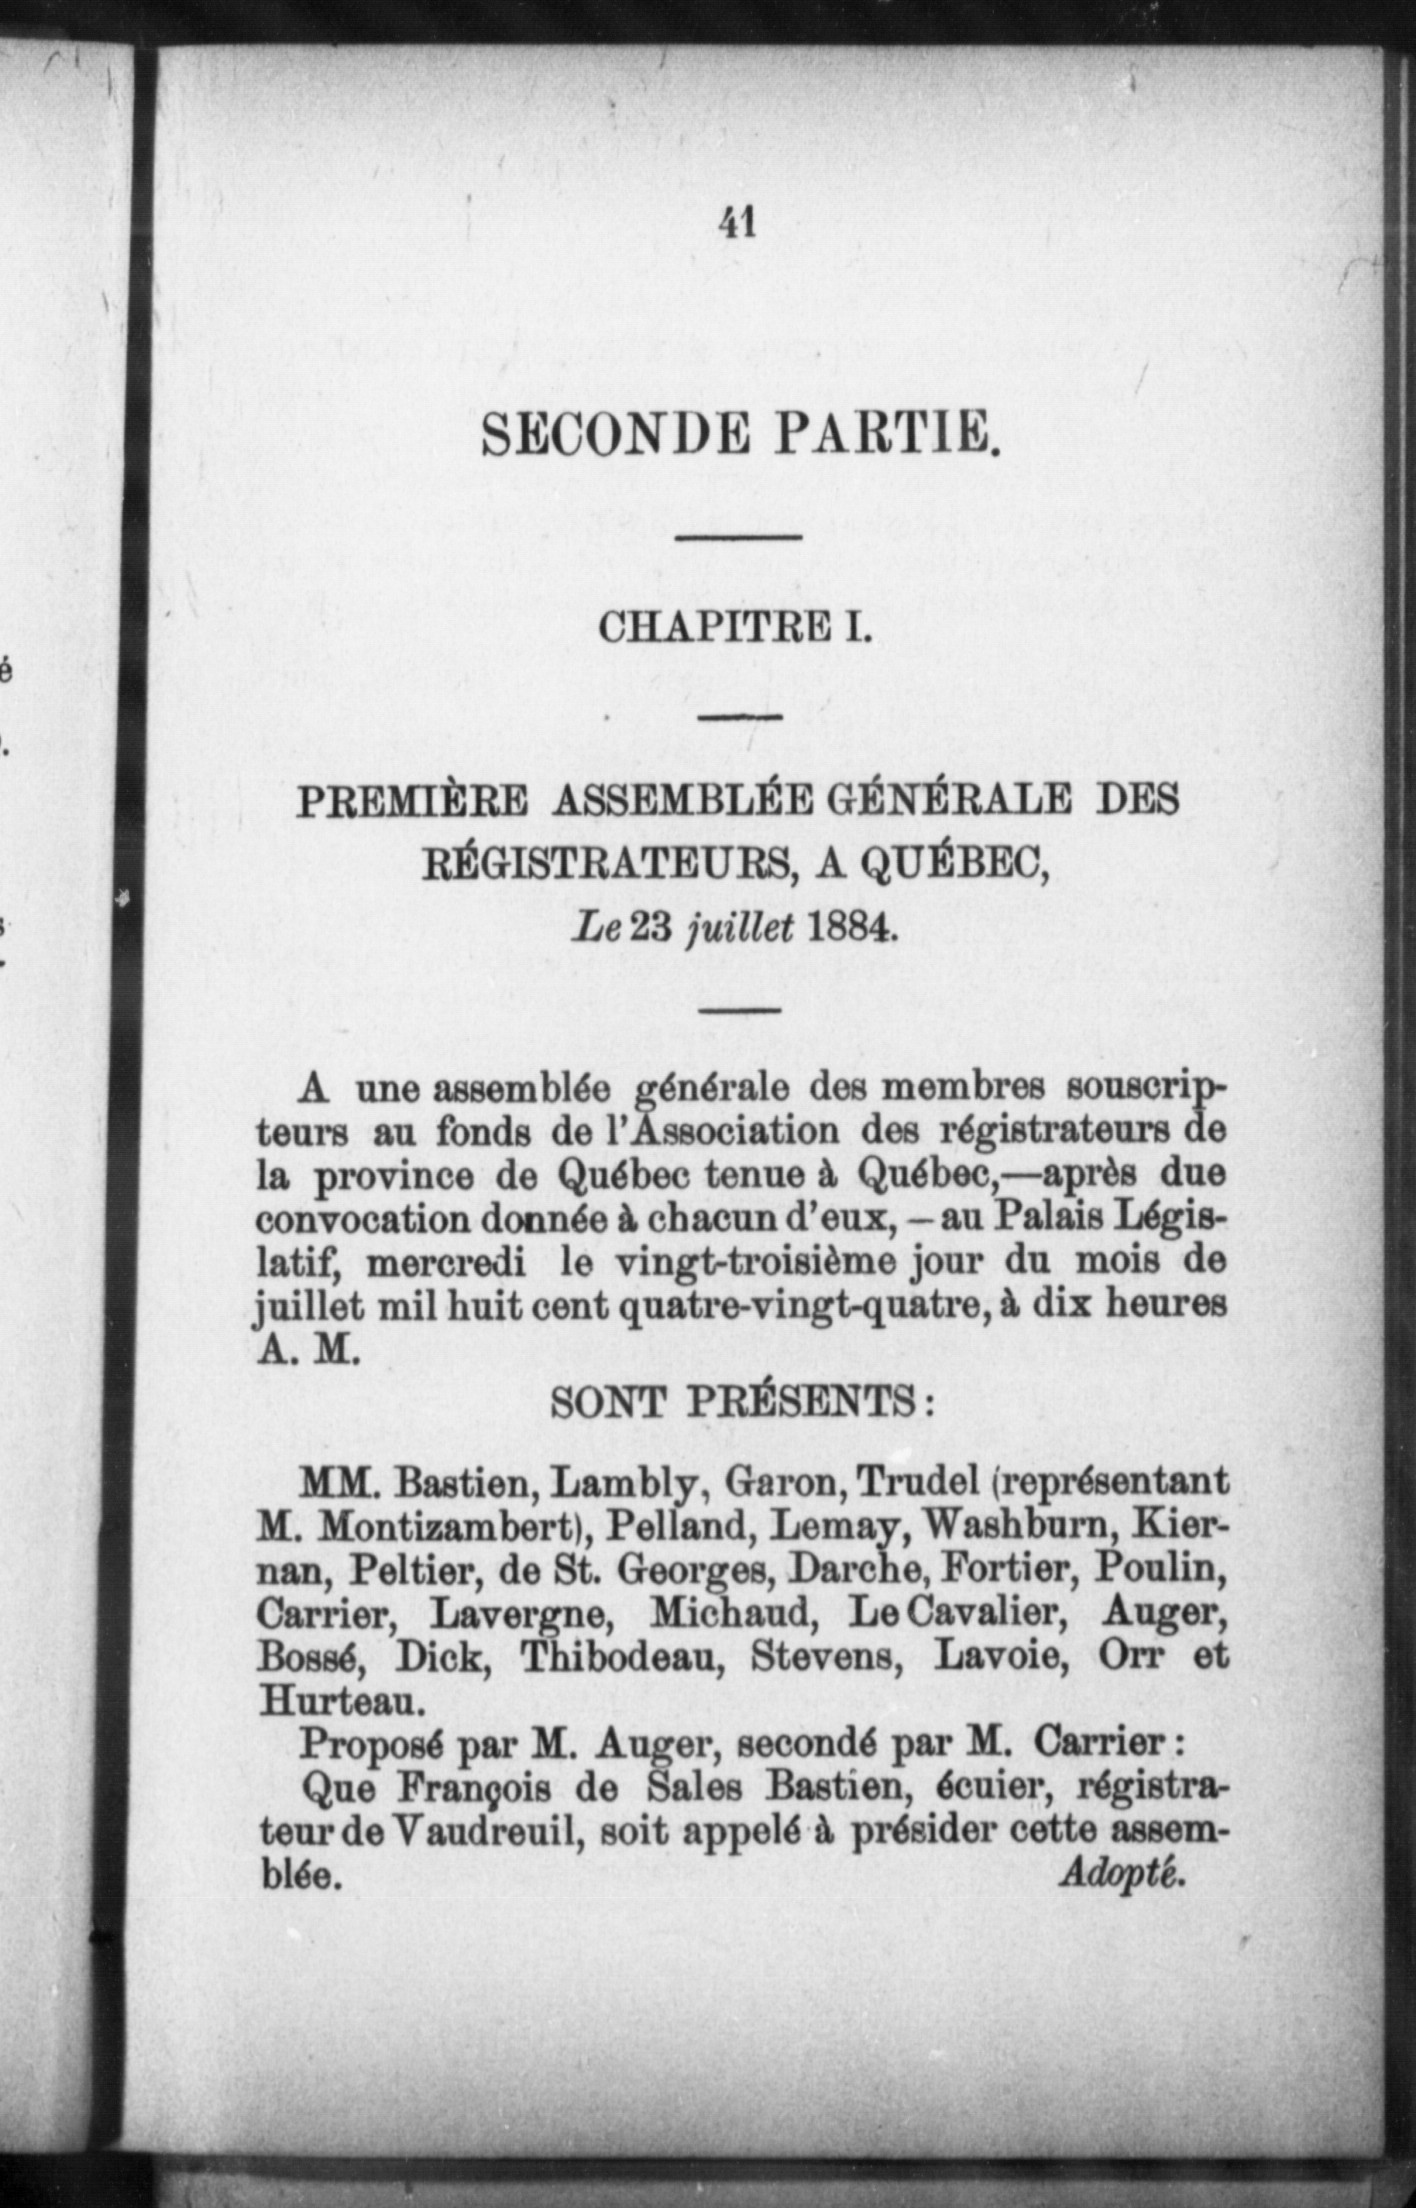 41
SECONDE PARTIE.
CHAPITRE I.
PREMIÈRE ASSEMBLÉE GÉNÉRALE DES
RÉGISTRATEURS, A QUÉBEC,
Le 23 juillet 1884.
A une assemblée générale des membres souscrip-
teurs au fonds de l'Association des régistrateurs de
la province de Québec tenue à Québec,—après due
convocation donnée à chacun d'eux, – au Palais Légis-
latif, mercredi le vingt-troisième jour du mois de
juillet mil huit cent quatre-vingt-quatre, à dix heures
A. M.
SONT PRÉSENTS :
MM. Bastien, Lambly, Garon, Trudel (représentant
M. Montizambert), Pelland, Lemay, Washburn, Kier-
nan, Peltier, de St. Georges, Darche, Fortier, Poulin,
Carrier, Lavergne, Michaud, Le Cavalier, Auger,
Bossé, Dick, Thibodeau, Stevens, Lavoie, Orr et
Hurteau.
Proposé par M. Auger, secondé par M. Carrier :
Que François de Sales Bastien, écuier, régistra-
teur de Vaudreuil, soit appelé à présider cette assem-
blée. Adopté.